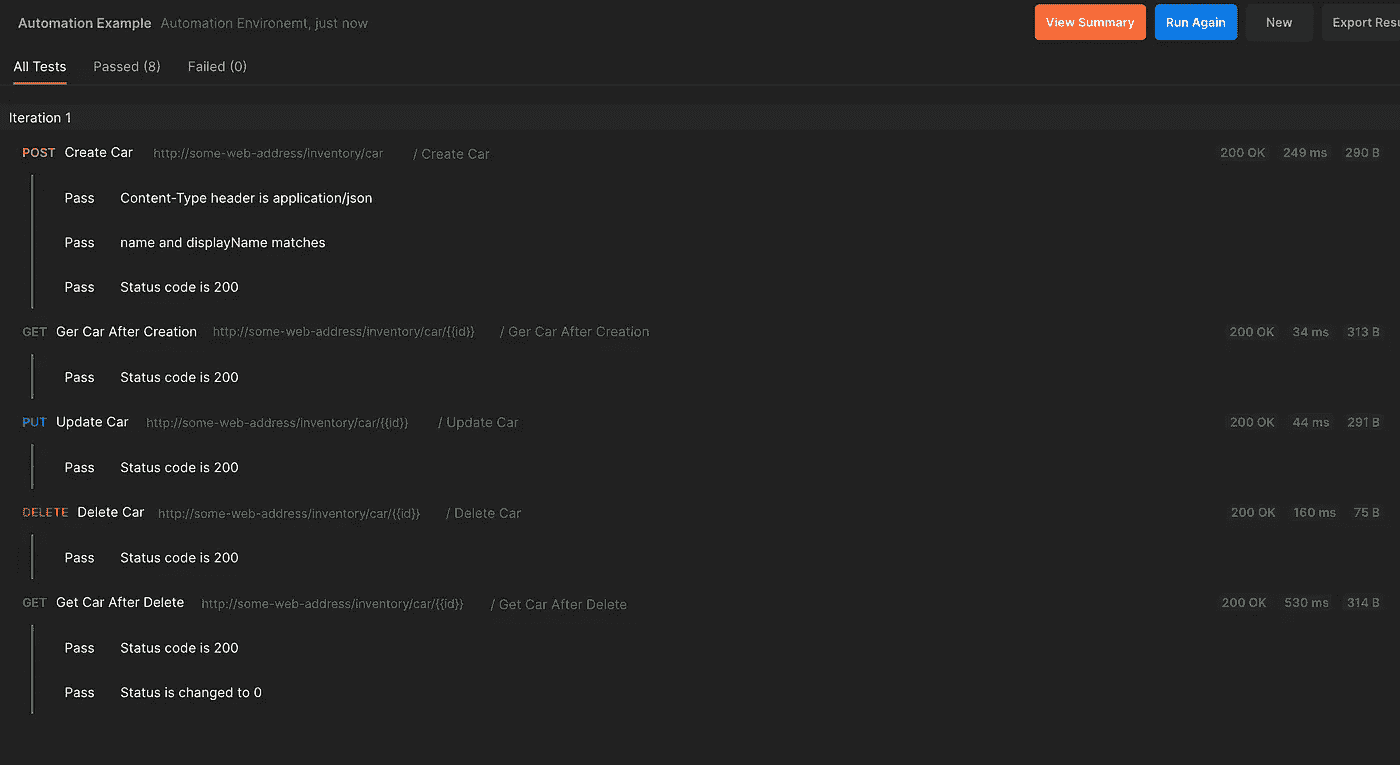 Automation Example Automation Environemt, just now View Summary Run Again New Export Resu
All Tests Passed (8) Failed (0)
Iteration 1
POST Create Car http://some-web-address/inventory/car / Create Car 200 OK 249 ms 290 B
Pass Content-Type header is application/json
Pass name and displayName matches
Pass Status code is 200
GET Ger Car After Creation http://some-web-address/inventory/car/{{id}} / Ger Car After Creation 200 OK 34 ms 313 B
Pass Status code is 200
PUT Update Car http://some-web-address/inventory/car/{{id}} / Update Car 200 OK 44 ms 291 B
Pass Status code is 200
DELETE Delete Car http://some-web-address/inventory/car/{{id}} / Delete Car 200 OK 160 ms 75 B
Pass Status code is 200
GET Get Car After Delete http://some-web-address/inventory/car/{{id}} / Get Car After Delete 200 OK 530 ms 314 B
Pass Status code is 200
Pass Status is changed to 0